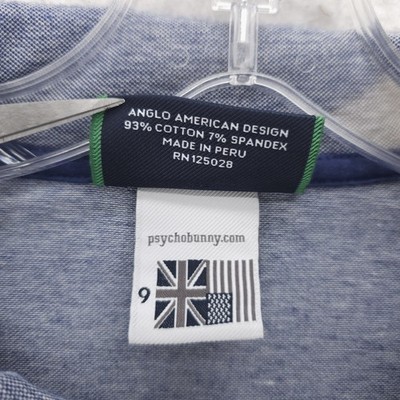 ANGLO AMERICAN DESIGN
93% COTTON 7% SPANDEX
MADE IN PERU
RN125028
psychobunny.com
9